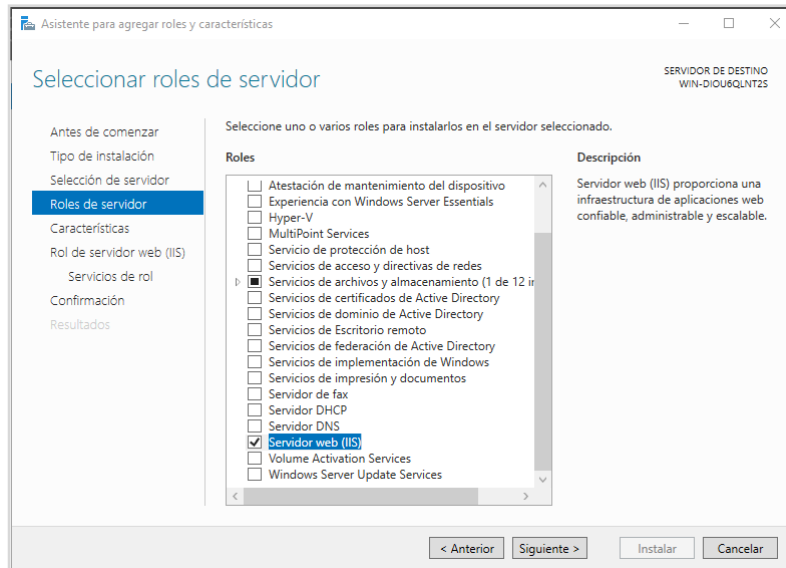 Asistente para agregar roles y características
Seleccionar roles de servidor
SERVIDOR DE DESTINO
WIN-DIOU6QLNT2S
Antes de comenzar
Tipo de instalación
Selección de servidor
Roles de servidor
Características
Rol de servidor web (IIS)
Servicios de rol
Confirmación
Resultados
Seleccione uno o varios roles para instalarlos en el servidor seleccionado.
Roles
Atestación de mantenimiento del dispositivo
Experiencia con Windows Server Essentials
Hyper-V
MultiPoint Services
Servicio de protección de host
Servicios de acceso y directivas de redes
Servicios de archivos y almacenamiento (1 de 12 in
Servicios de certificados de Active Directory
Servicios de dominio de Active Directory
Servicios de Escritorio remoto
Servicios de federación de Active Directory
Servicios de implementación de Windows
Servicios de impresión y documentos
Servidor de fax
Servidor DHCP
Servidor DNS
Servidor web (IIS)
Volume Activation Services
Windows Server Update Services
Descripción
Servidor web (IIS) proporciona una
infraestructura de aplicaciones web
confiable, administrable y escalable.
< Anterior
Siguiente >
Instalar
Cancelar